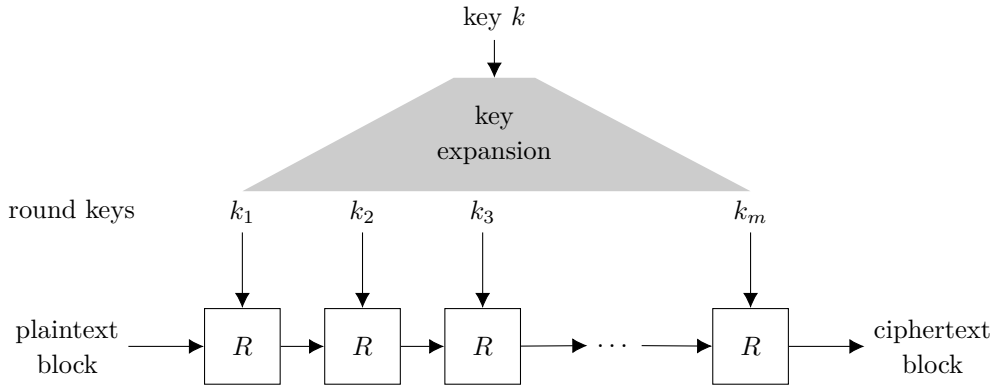 key k
key
expansion
round keys k₁ k₂ k₃ kₘ
plaintext
block
R R R ⋯ R
ciphertext
block